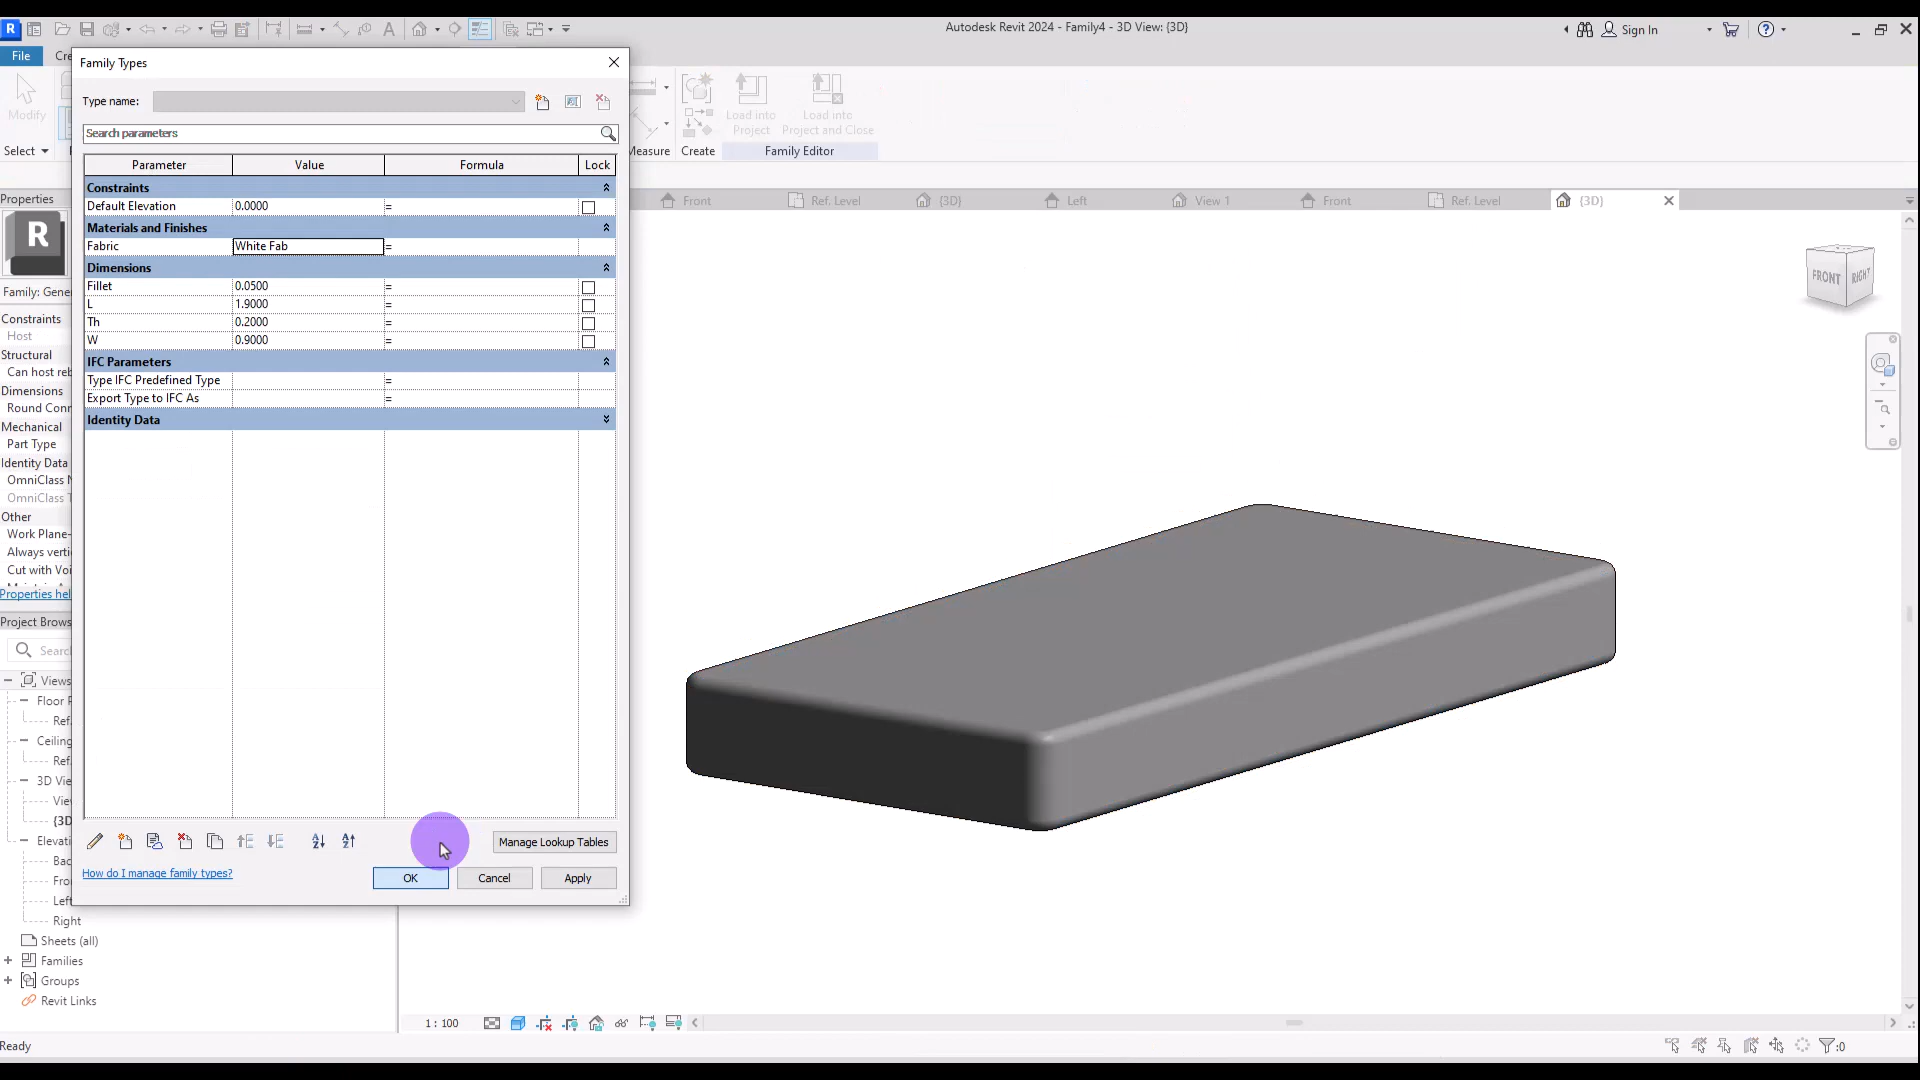 Autodesk Revit 2024 - Family4 - 3D View: {3D}
Sign In
File
Cre
Family Types
Type name:
Search parameters
Parameter Value Formula Lock
Constraints
Default Elevation 0.0000 =
Materials and Finishes
Fabric White Fab =
Dimensions
Fillet 0.0500 =
L 1.9000 =
Th 0.2000 =
W 0.9000 =
IFC Parameters
Type IFC Predefined Type =
Export Type to IFC As =
Identity Data
Manage Lookup Tables
How do I manage family types?
OK Cancel Apply
Modify
Select
Measure
Create
Load into
Project
Load into
Project and Close
Family Editor
Front
Ref. Level
{3D}
Left
View 1
Front
Ref. Level
{3D}
FRONT
RIGHT
Properties
R
Family: Gene
Constraints
Host
Structural
Can host reb
Dimensions
Round Conn
Mechanical
Part Type
Identity Data
OmniClass N
OmniClass T
Other
Work Plane-
Always verti
Cut with Voi
Properties hel
Project Brows
Searc
Views
Floor P
Ref.
Ceiling
Ref.
3D Vie
View
{3D
Elevati
Bac
Fro
Left
Right
Sheets (all)
Families
Groups
Revit Links
1 : 100
Ready
:0